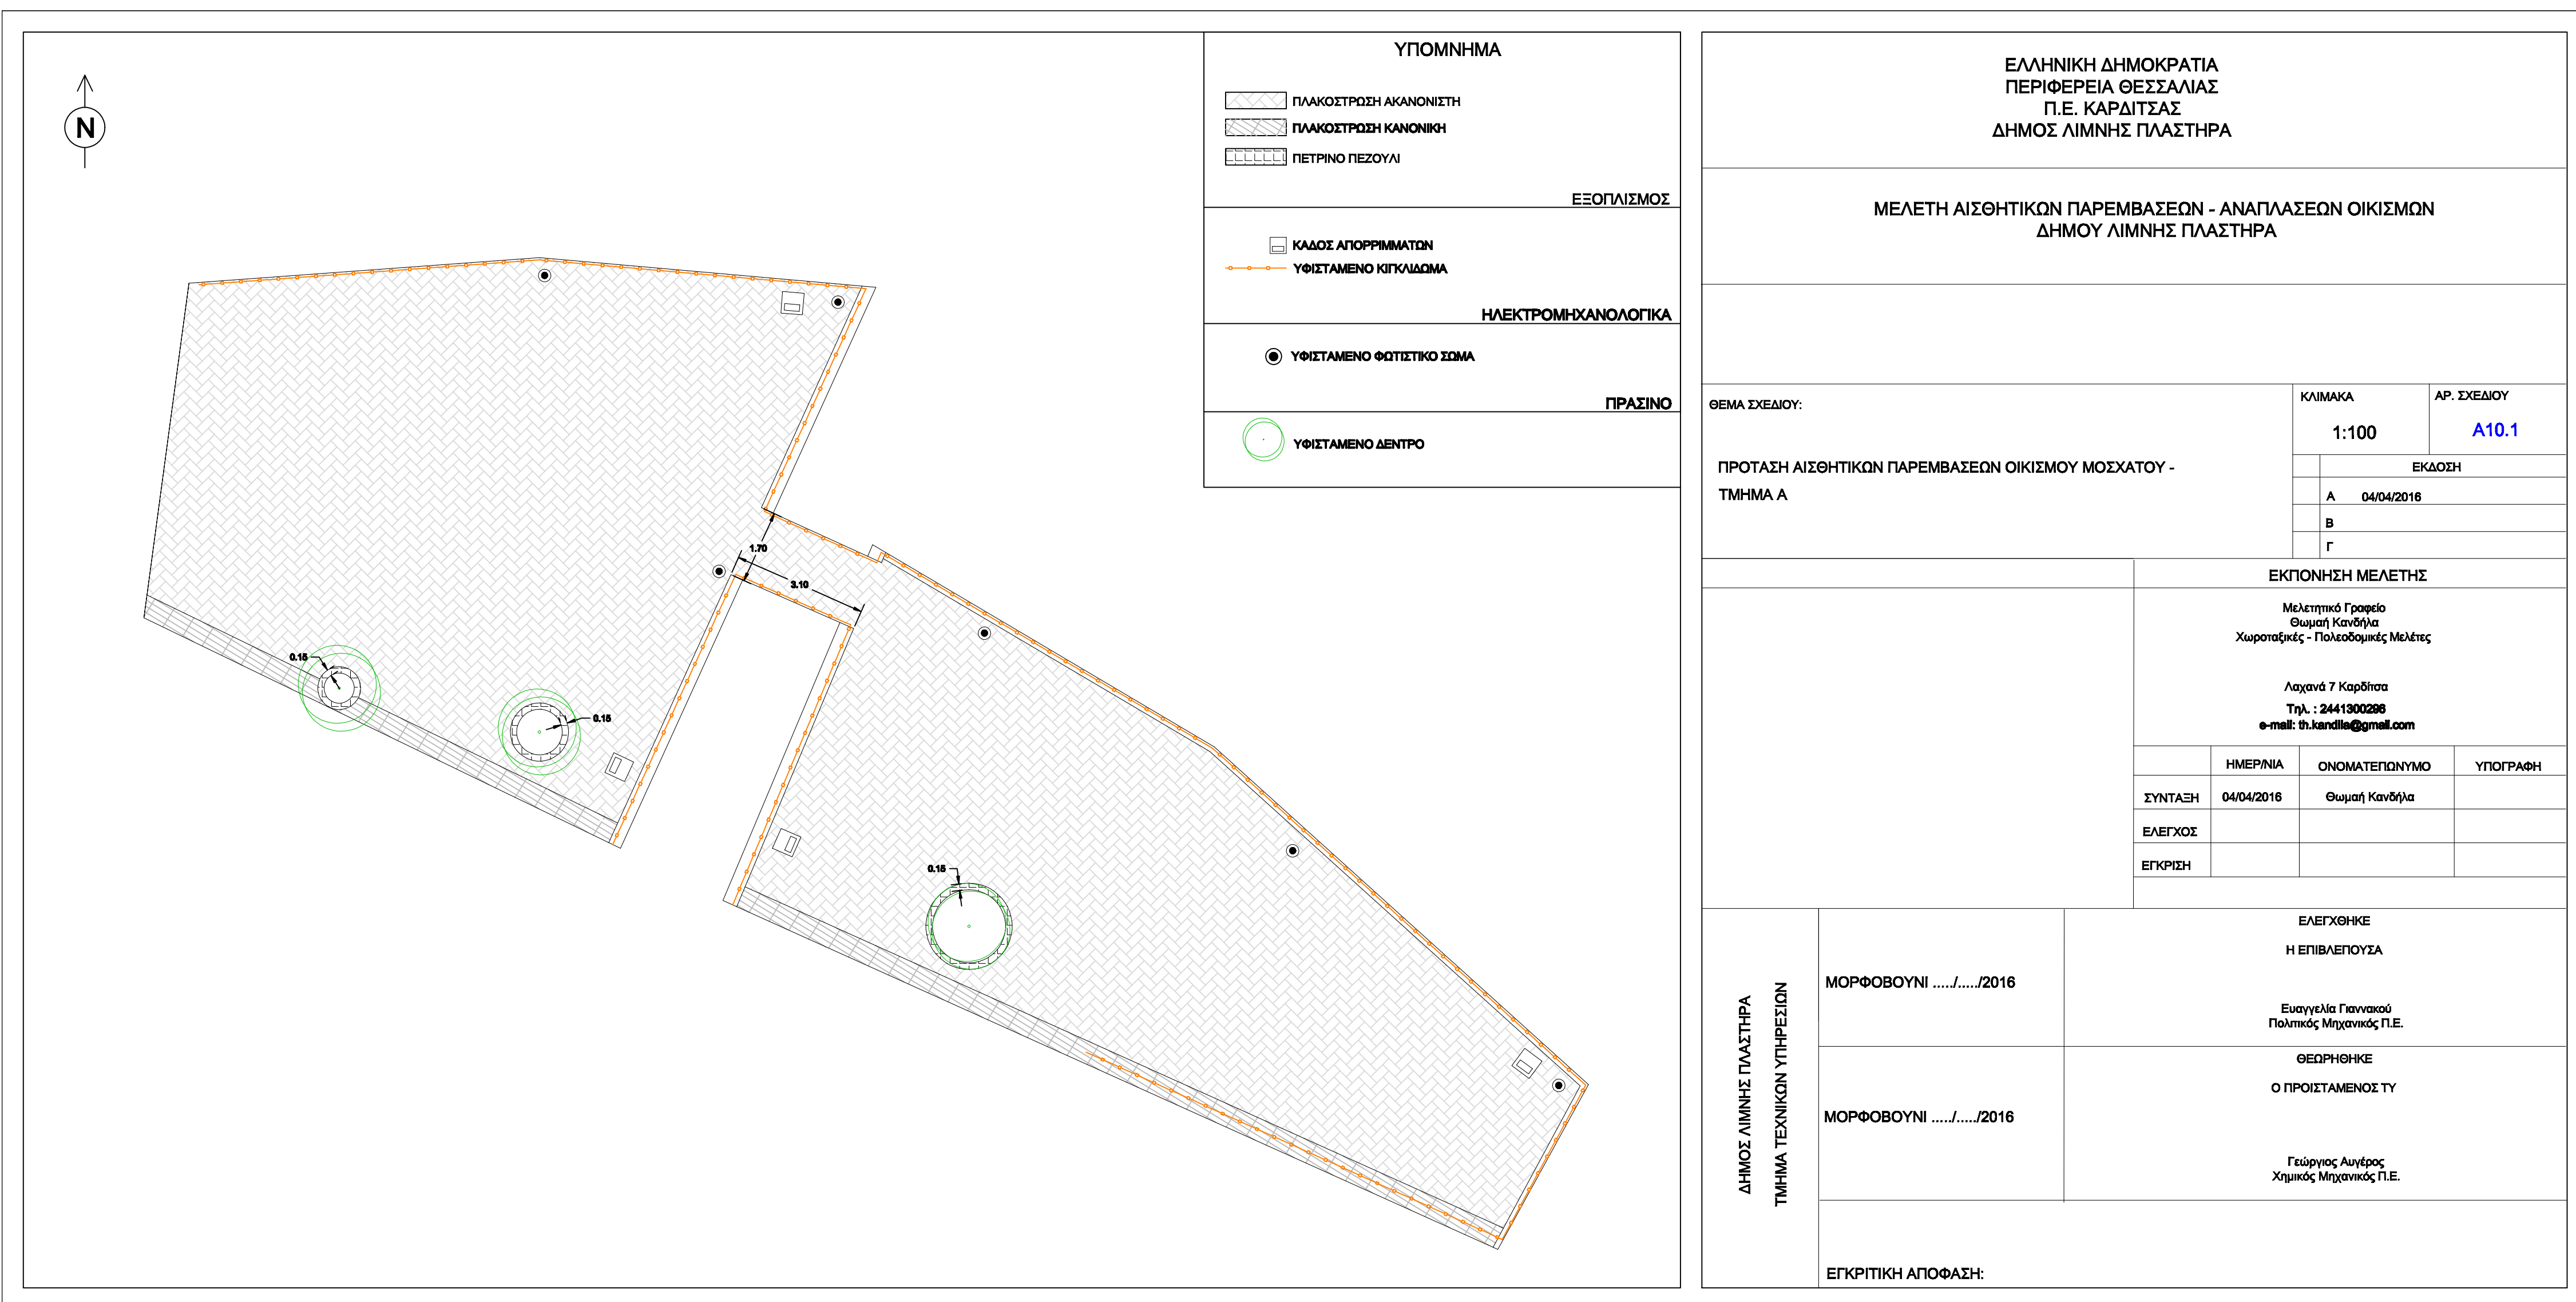 N
ΥΠΟΜΝΗΜΑ
ΠΛΑΚΟΣΤΡΩΣΗ ΑΚΑΝΟΝΙΣΤΗ
ΠΛΑΚΟΣΤΡΩΣΗ ΚΑΝΟΝΙΚΗ
ΠΕΤΡΙΝΟ ΠΕΖΟΥΛΙ
ΕΞΟΠΛΙΣΜΟΣ
ΚΑΔΟΣ ΑΠΟΡΡΙΜΜΑΤΩΝ
ΥΦΙΣΤΑΜΕΝΟ ΚΙΓΚΛΙΔΩΜΑ
ΗΛΕΚΤΡΟΜΗΧΑΝΟΛΟΓΙΚΑ
ΥΦΙΣΤΑΜΕΝΟ ΦΩΤΙΣΤΙΚΟ ΣΩΜΑ
ΠΡΑΣΙΝΟ
ΥΦΙΣΤΑΜΕΝΟ ΔΕΝΤΡΟ
1.70
3.10
0.15
0.15
0.15
ΕΛΛΗΝΙΚΗ ΔΗΜΟΚΡΑΤΙΑ
ΠΕΡΙΦΕΡΕΙΑ ΘΕΣΣΑΛΙΑΣ
Π.Ε. ΚΑΡΔΙΤΣΑΣ
ΔΗΜΟΣ ΛΙΜΝΗΣ ΠΛΑΣΤΗΡΑ
ΜΕΛΕΤΗ ΑΙΣΘΗΤΙΚΩΝ ΠΑΡΕΜΒΑΣΕΩΝ - ΑΝΑΠΛΑΣΕΩΝ ΟΙΚΙΣΜΩΝ
ΔΗΜΟΥ ΛΙΜΝΗΣ ΠΛΑΣΤΗΡΑ
ΘΕΜΑ ΣΧΕΔΙΟΥ:
ΠΡΟΤΑΣΗ ΑΙΣΘΗΤΙΚΩΝ ΠΑΡΕΜΒΑΣΕΩΝ ΟΙΚΙΣΜΟΥ ΜΟΣΧΑΤΟΥ -
ΤΜΗΜΑ Α
ΚΛΙΜΑΚΑ
1:100
ΑΡ. ΣΧΕΔΙΟΥ
Α10.1
ΕΚΔΟΣΗ
Α 04/04/2016
Β
Γ
ΕΚΠΟΝΗΣΗ ΜΕΛΕΤΗΣ
Μελετητικό Γραφείο
Θωμαή Κανδήλα
Χωροταξικές - Πολεοδομικές Μελέτες
Λαχανά 7 Καρδίτσα
Τηλ. : 2441300296
e-mail: th.kandila@gmail.com
ΗΜΕΡ/ΝΙΑ ΟΝΟΜΑΤΕΠΩΝΥΜΟ ΥΠΟΓΡΑΦΗ
ΣΥΝΤΑΞΗ 04/04/2016 Θωμαή Κανδήλα
ΕΛΕΓΧΟΣ
ΕΓΚΡΙΣΗ
ΔΗΜΟΣ ΛΙΜΝΗΣ ΠΛΑΣΤΗΡΑ
ΤΜΗΜΑ ΤΕΧΝΙΚΩΝ ΥΠΗΡΕΣΙΩΝ
ΜΟΡΦΟΒΟΥΝΙ ...../...../2016
ΕΛΕΓΧΘΗΚΕ
Η ΕΠΙΒΛΕΠΟΥΣΑ
Ευαγγελία Γιαννακού
Πολιτικός Μηχανικός Π.Ε.
ΜΟΡΦΟΒΟΥΝΙ ...../...../2016
ΘΕΩΡΗΘΗΚΕ
Ο ΠΡΟΙΣΤΑΜΕΝΟΣ ΤΥ
Γεώργιος Αυγέρος
Χημικός Μηχανικός Π.Ε.
ΕΓΚΡΙΤΙΚΗ ΑΠΟΦΑΣΗ: